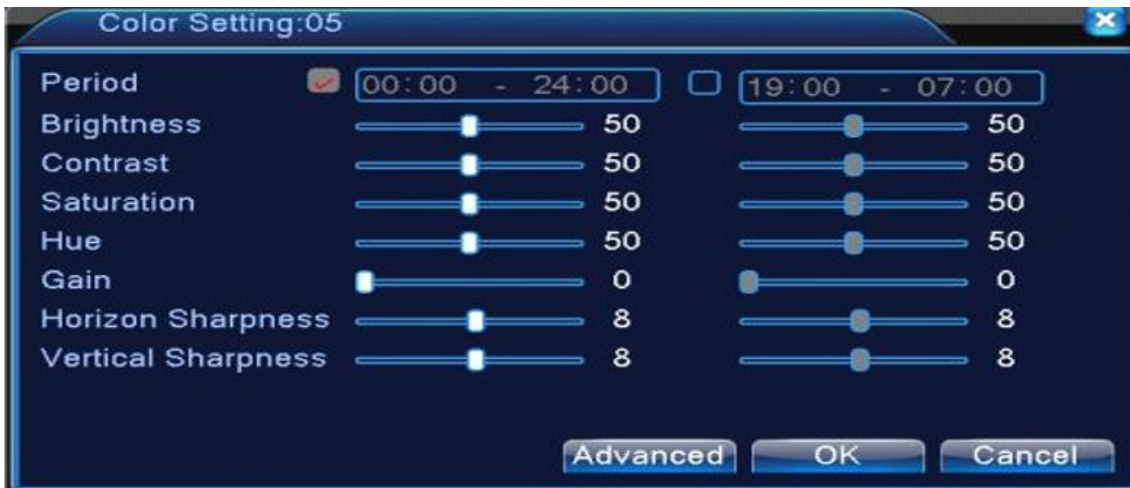 Color Setting:05
Period 00:00 - 24:00 19:00 - 07:00
Brightness 50 50
Contrast 50 50
Saturation 50 50
Hue 50 50
Gain 0 0
Horizon Sharpness 8 8
Vertical Sharpness 8 8
Advanced OK Cancel